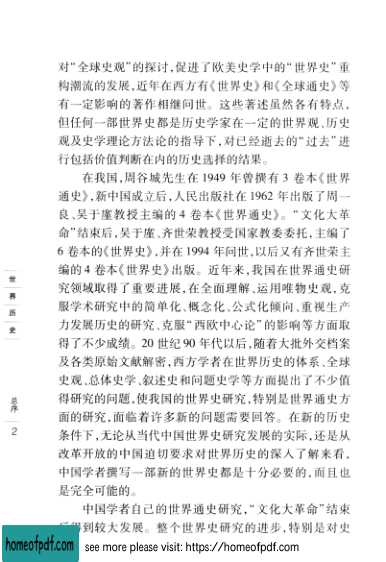 对“全球史观”的探讨,促进了欧美史学中的“世界史”重
构潮流的发展,近年在西方有《世界史》和《全球通史》等
有一定影响的著作相继问世。这些著述虽然各有特点,
但任何一部世界史都是历史学家在一定的世界观、历史
观及史学理论方法论的指导下,对已经逝去的“过去”进
行包括价值判断在内的历史选择的结果。
在我国,周谷城先生在 1949 年曾撰有 3 卷本《世界
通史》,新中国成立后,人民出版社在 1962 年出版了周一
良、吴于廑教授主编的 4 卷本《世界通史》。“文化大革
命”结束后,吴于廑、齐世荣教授受国家教委委托,主编了
6 卷本的《世界史》,并在 1994 年问世,以后又有齐世荣主
编的 4 卷本《世界史》出版。近年来,我国在世界通史研
究领域取得了重要进展,在全面理解、运用唯物史观,克
服学术研究中的简单化、概念化、公式化倾向、重视生产
力发展历史的研究、克服“西欧中心论”的影响等方面取
得了不少成绩。20 世纪 90 年代以后,随着大批外交档案
及各类原始文献解密,西方学者在世界历史的体系、全球
史观、总体史学、叙述史和问题史学等方面提出了不少值
得研究的问题,使我国的世界史研究,特别是世界通史方
面的研究,面临着许多新的问题需要回答。在新的历史
条件下,无论从当代中国世界史研究发展的实际,还是从
改革开放的中国迫切要求对世界历史的深入了解来看,
中国学者撰写一部新的世界史都是十分必要的,而且也
是完全可能的。
中国学者自己的世界通史研究,“文化大革命”结束
后得到较大发展。整个世界史研究的进步,特别是对史
世界历史
总序
2
homeofpdf.com
see more please visit: https://homeofpdf.com